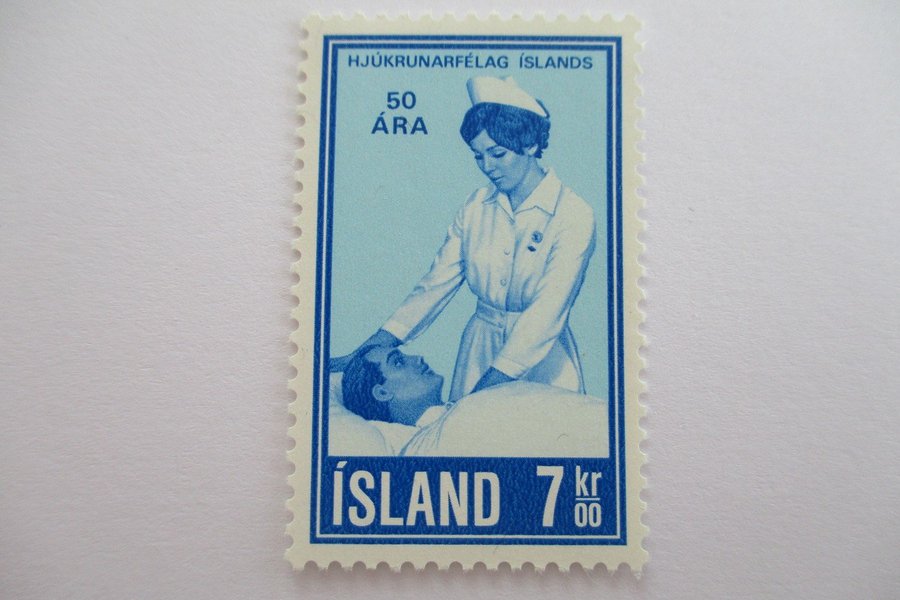 HJÚKRUNARFÉLAG ÍSLANDS
50
ÁRA
ÍSLAND 7 kr 00